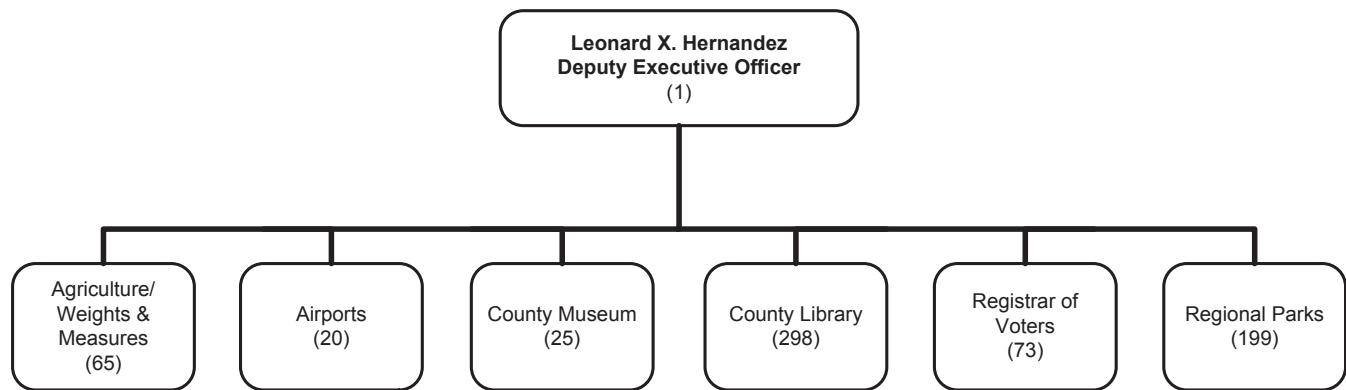 Leonard X. Hernandez
Deputy Executive Officer
(1)
Agriculture/
Weights &
Measures
(65)
Airports
(20)
County Museum
(25)
County Library
(298)
Registrar of
Voters
(73)
Regional Parks
(199)